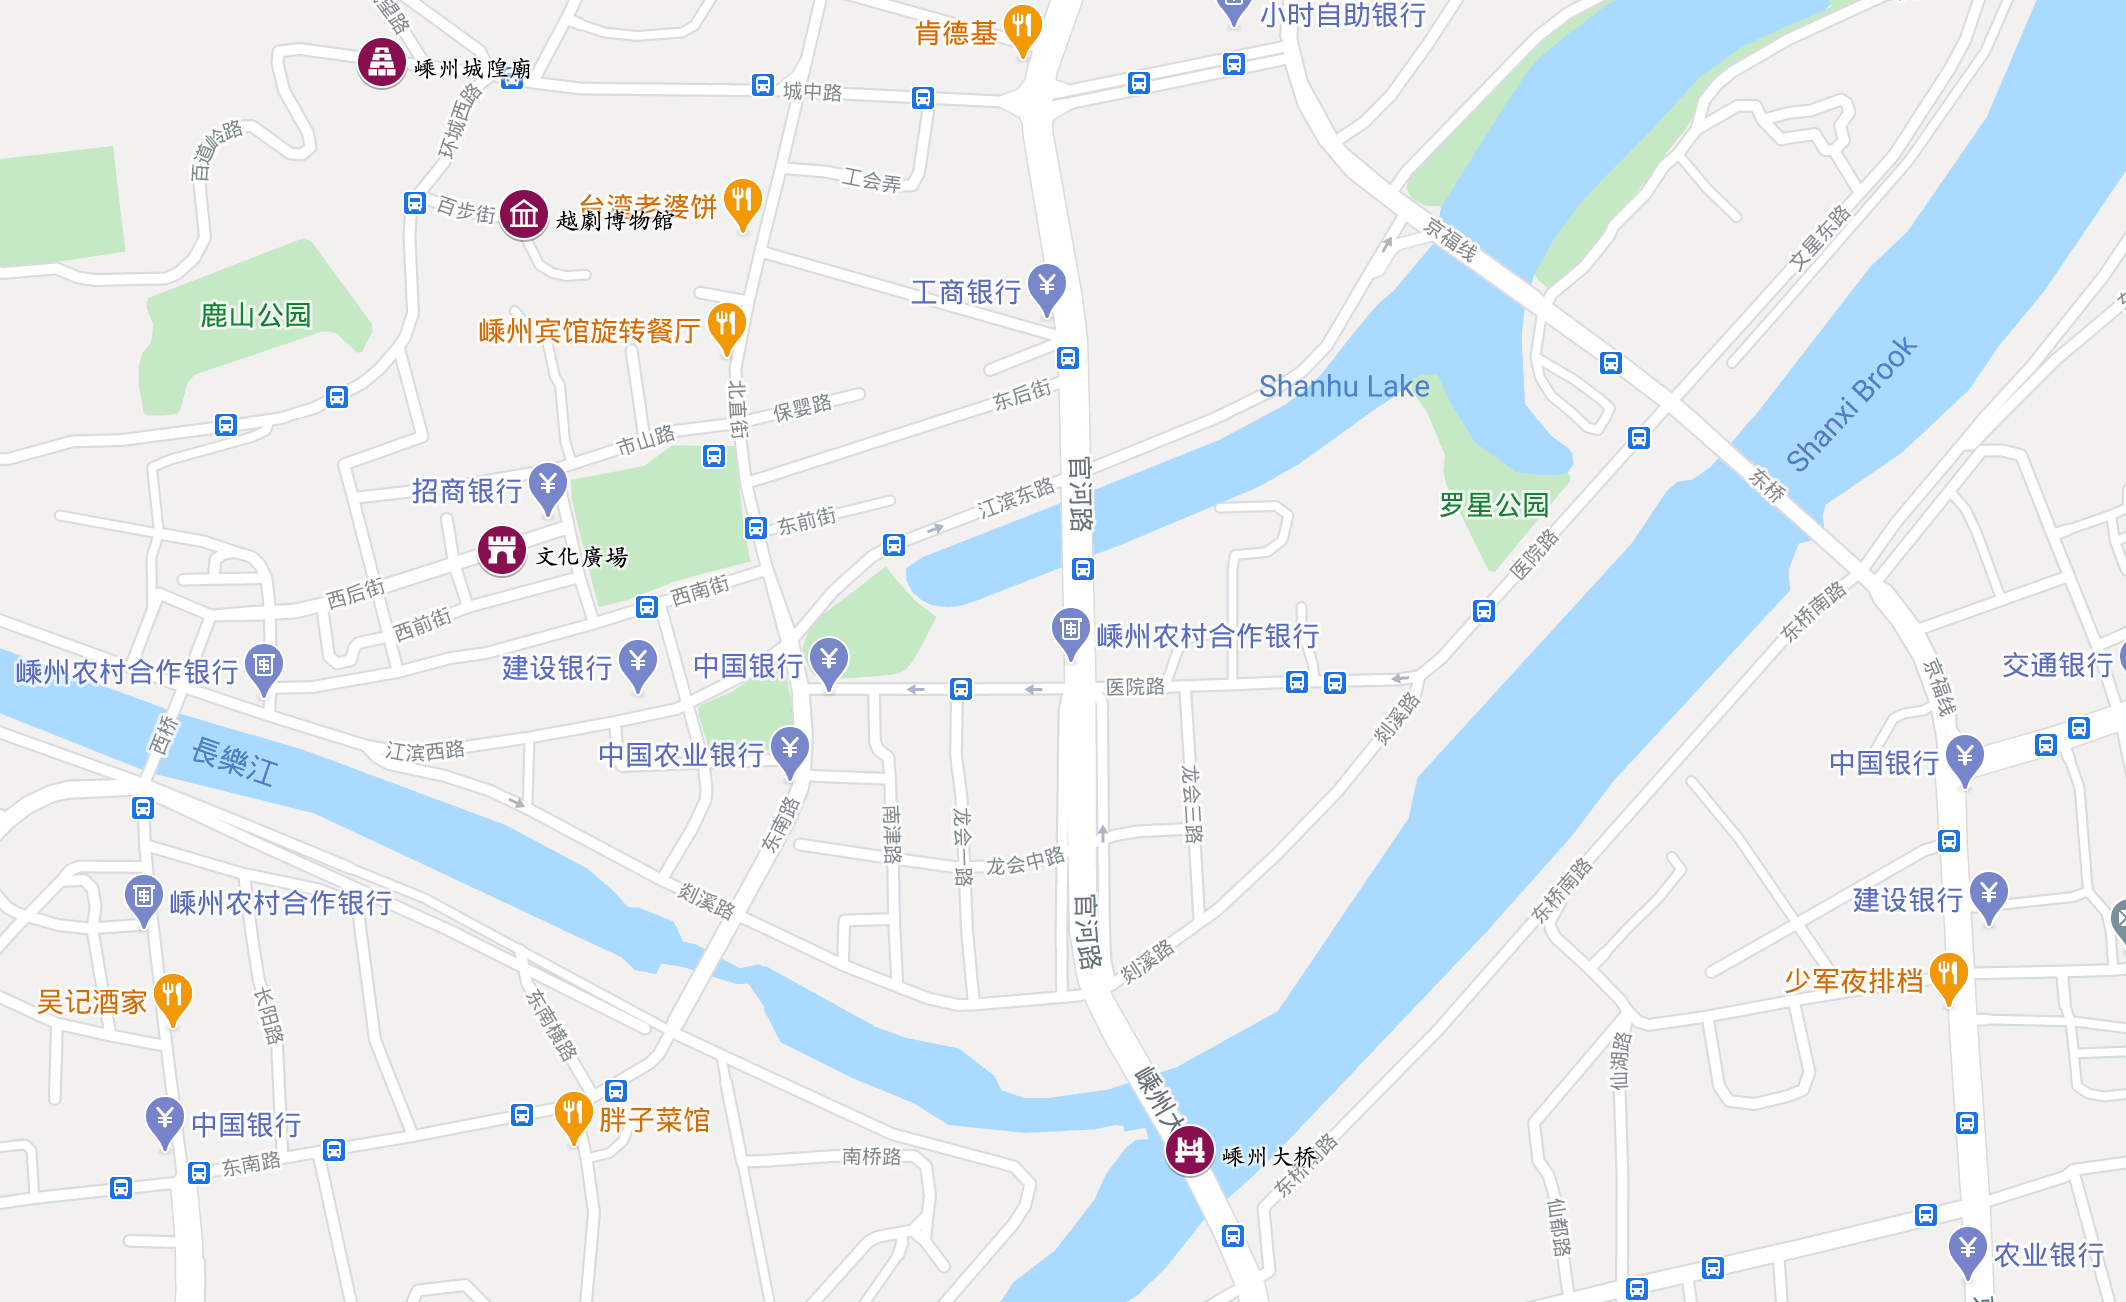 肯德基
小时自助银行
嵊州城隍廟
城中路
环城西路
百道岭路
工会弄
百步街
台湾老婆饼
越劇博物館
京福线
文星东路
工商银行
鹿山公园
嵊州宾馆旋转餐厅
Shanhu Lake
Shanxi Brook
北直街
保婴路
东后街
市山路
官河路
东桥
招商银行
江滨东路
罗星公园
东前街
文化廣場
医院路
西后街
西南街
西前街
东桥南路
嵊州农村合作银行
嵊州农村合作银行
建设银行
中国银行
交通银行
医院路
京福线
剡溪路
西桥
江滨西路
長樂江
中国农业银行
中国银行
龙会三路
东南路
南津路
龙会一路
龙会中路
嵊州农村合作银行
剡溪路
东桥南路
建设银行
官河路
剡溪路
少军夜排档
吴记酒家
长阳路
东南横路
仙湖路
嵊州大
胖子菜馆
中国银行
东南路
南桥路
嵊州大桥
东桥南路
仙都路
农业银行